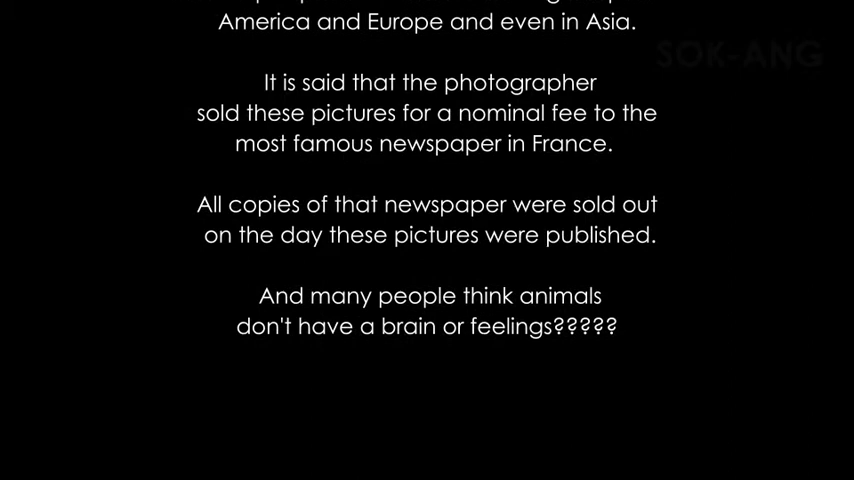 America and Europe and even in Asia.
SOK-ANG
It is said that the photographer
sold these pictures for a nominal fee to the
most famous newspaper in France.
All copies of that newspaper were sold out
on the day these pictures were published.
And many people think animals
don't have a brain or feelings?????